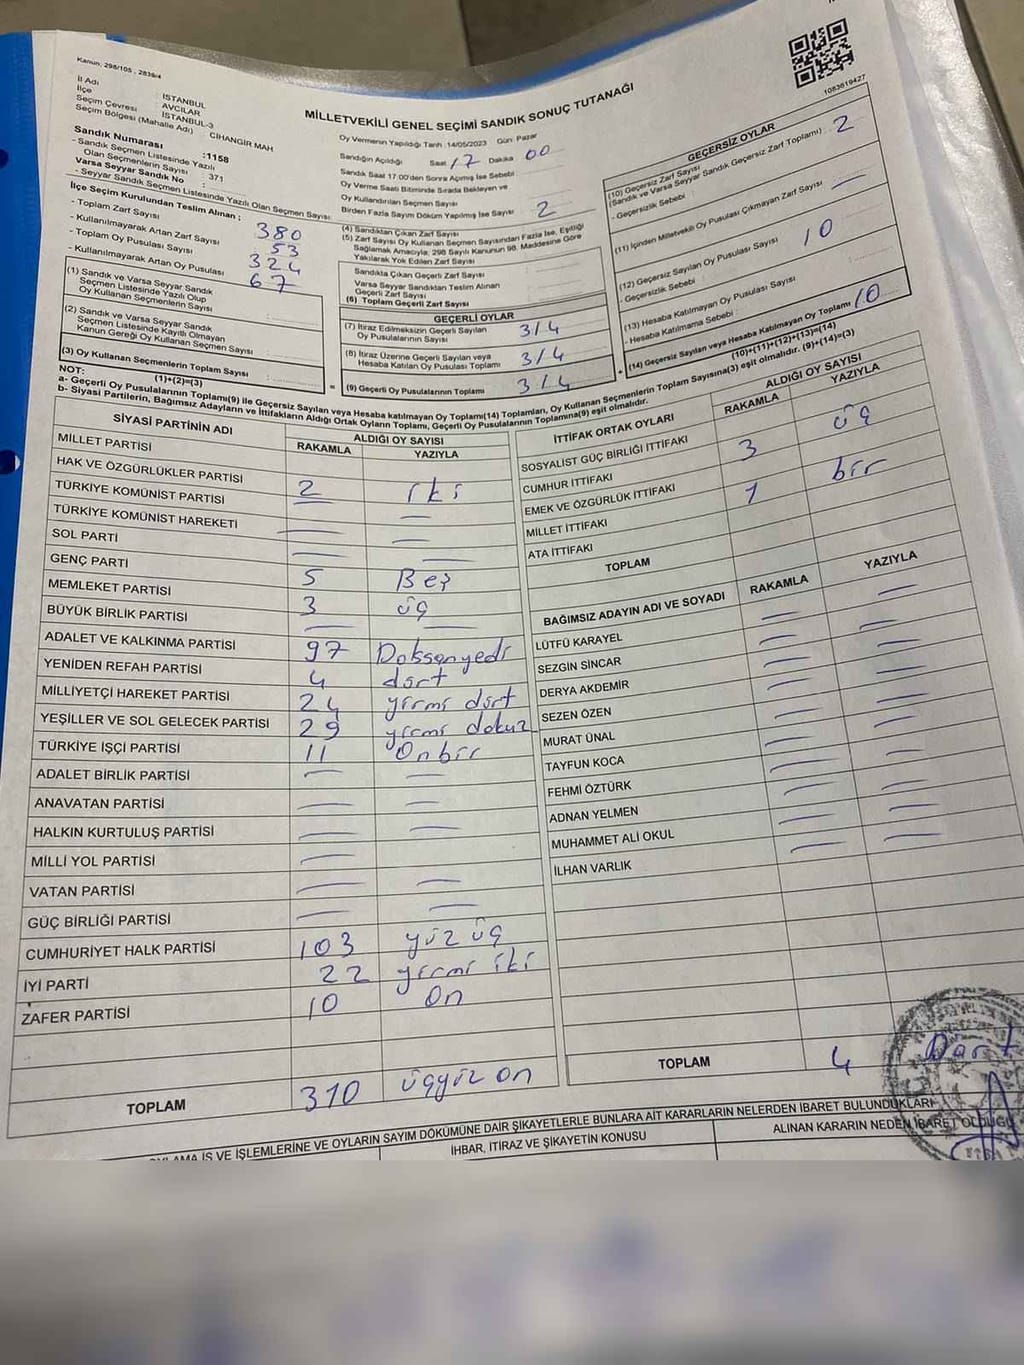 Kanun: 298/105 , 2839/4
İl Adı : İSTANBUL
İlçe : AVCILAR
Seçim Çevresi : İSTANBUL-3
Seçim Bölgesi (Mahalle Adı) CİHANGİR MAH
1083619427
MİLLETVEKİLİ GENEL SEÇİMİ SANDIK SONUÇ TUTANAĞI
Sandık Numarası :1158
- Sandık Seçmen Listesinde Yazılı
Olan Seçmenlerin Sayısı : 371
Varsa Seyyar Sandık No :
- Seyyar Sandık Seçmen Listesinde Yazılı Olan Seçmen Sayısı:
İlçe Seçim Kurulundan Teslim Alınan ;
- Toplam Zarf Sayısı 380
- Kullanılmayarak Artan Zarf Sayısı 53
- Toplam Oy Pusulası Sayısı 324
- Kullanılmayarak Artan Oy Pusulası 67
(1) Sandık ve Varsa Seyyar Sandık
Seçmen Listesinde Yazılı Olup
Oy Kullanan Seçmenlerin Sayısı :
(2) Sandık ve Varsa Seyyar Sandık
Seçmen Listesinde Kayıtlı Olmayan
Kanun Gereği Oy Kullanan Seçmen Sayısı :
(3) Oy Kullanan Seçmenlerin Toplam Sayısı :
(1)+(2)=(3)
Oy Vermenin Yapıldığı Tarih :14/05/2023 Gün: Pazar
Sandığın Açıldığı Saat 17 Dakika 00
Sandık Saat 17:00'den Sonra Açılmış İse Sebebi
Oy Verme Saati Bitiminde Sırada Bekleyen ve
Oy Kullandırılan Seçmen Sayısı
Birden Fazla Sayım Döküm Yapılmış İse Sayısı 2
(4) Sandıktan Çıkan Zarf Sayısı
(5) Zarf Sayısı Oy Kullanan Seçmen Sayısından Fazla İse, Eşitliği
Sağlamak Amacıyla, 298 Sayılı Kanunun 98. Maddesine Göre
Yakılarak Yok Edilen Zarf Sayısı
Sandıkta Çıkan Geçerli Zarf Sayısı
Varsa Seyyar Sandıktan Teslim Alınan
Geçerli Zarf Sayısı
(6) Toplam Geçerli Zarf Sayısı
GEÇERLİ OYLAR
(7) İtiraz Edilmeksizin Geçerli Sayılan
Oy Pusulasının Sayısı 314
(8) İtiraz Üzerine Geçerli Sayılan veya
Hesaba Katılan Oy Pusulası Toplamı 314
(9) Geçerli Oy Pusulasının Toplamı 314
GEÇERSİZ OYLAR
(10) Geçersiz Zarf Sayısı
(Sandık ve Varsa Seyyar Sandık Geçersiz Zarf Toplamı) 2
- Geçersizlik Sebebi
(11) İçinden Milletvekili Oy Pusulası Çıkmayan Zarf Sayısı
(12) Geçersiz Sayılan Oy Pusulası Sayısı 10
- Geçersizlik Sebebi :
(13) Hesaba Katılmayan Oy Pusulası Sayısı
- Hesaba Katılmama Sebebi :
(14) Geçersiz Sayılan veya Hesaba Katılmayan Oy Toplamı 10
(10)+(11)+(12)+(13)=(14)
NOT:
a- Geçerli Oy Pusulalarının Toplamı(9) ile Geçersiz Sayılan veya Hesaba katılmayan Oy Toplamı(14) Toplamları, Oy Kullanan Seçmenlerin Toplam Sayısına(3) eşit olmalıdır. (9)+(14)=(3)
b- Siyasi Partilerin, Bağımsız Adayların ve İttifakların Aldığı Ortak Oyların Toplamı, Geçerli Oy Pusulalarının Toplamına(9) eşit olmalıdır.
SİYASİ PARTİNİN ADI
ALDIĞI OY SAYISI
RAKAMLA YAZIYLA
MİLLET PARTİSİ
HAK VE ÖZGÜRLÜKLER PARTİSİ
TÜRKİYE KOMÜNİST PARTİSİ 2 iki
TÜRKİYE KOMÜNİST HAREKETİ
SOL PARTİ
GENÇ PARTİ
MEMLEKET PARTİSİ 5 Beş
BÜYÜK BİRLİK PARTİSİ 3 üç
ADALET VE KALKINMA PARTİSİ 97 Doksanyedi
YENİDEN REFAH PARTİSİ 4 dört
MİLLİYETÇİ HAREKET PARTİSİ 24 yirmi dört
YEŞİLLER VE SOL GELECEK PARTİSİ 29 yirmi dokuz
TÜRKİYE İŞÇİ PARTİSİ 11 Onbir
ADALET BİRLİK PARTİSİ
ANAVATAN PARTİSİ
HALKIN KURTULUŞ PARTİSİ
MİLLİ YOL PARTİSİ
VATAN PARTİSİ
GÜÇ BİRLİĞİ PARTİSİ
CUMHURİYET HALK PARTİSİ 103 yüz üç
İYİ PARTİ 22 yirmi iki
ZAFER PARTİSİ 10 On
TOPLAM 310 üçyüz on
İTTİFAK ORTAK OYLARI
ALDIĞI OY SAYISI
RAKAMLA YAZIYLA
SOSYALİST GÜÇ BİRLİĞİ İTTİFAKI
CUMHUR İTTİFAKI 3 üç
EMEK VE ÖZGÜRLÜK İTTİFAKI
MİLLET İTTİFAKI 1 bir
ATA İTTİFAKI
TOPLAM
BAĞIMSIZ ADAYIN ADI VE SOYADI RAKAMLA YAZIYLA
LÜTFÜ KARAYEL
SEZGİN SİNCAR
DERYA AKDEMİR
SEZEN ÖZEN
MURAT ÜNAL
TAYFUN KOCA
FEHMİ ÖZTÜRK
ADNAN YELMEN
MUHAMMET ALİ OKUL
İLHAN VARLIK
TOPLAM 4 Dört
İŞ VE İŞLEMLERİNE VE OYLARIN SAYIM DÖKÜMÜNE DAİR ŞİKAYETLERLE BUNLARA AİT KARARLARIN NELERDEN İBARET BULUNDUKLARI
İHBAR, İTİRAZ VE ŞİKAYETİN KONUSU
ALINAN KARARIN NEDEN İBARET OLDUĞU